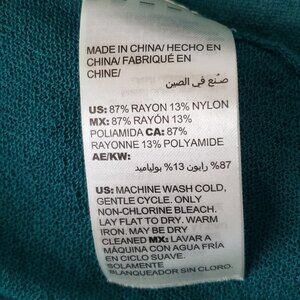 MADE IN CHINA/ HECHO EN
CHINA/ FABRIQUÉ EN
CHINE/
صنع في الصين
US: 87% RAYON 13% NYLON
MX: 87% RAYÓN 13%
POLIAMIDA CA: 87%
RAYONNE 13% POLYAMIDE
AE/KW:
87% رايون 13% بولياميد
US: MACHINE WASH COLD,
GENTLE CYCLE. ONLY
NON-CHLORINE BLEACH.
LAY FLAT TO DRY. WARM
IRON. MAY BE DRY
CLEANED MX: LAVAR A
MÁQUINA CON AGUA FRÍA
EN CICLO SUAVE.
SOLAMENTE
BLANQUEADOR SIN CLORO.